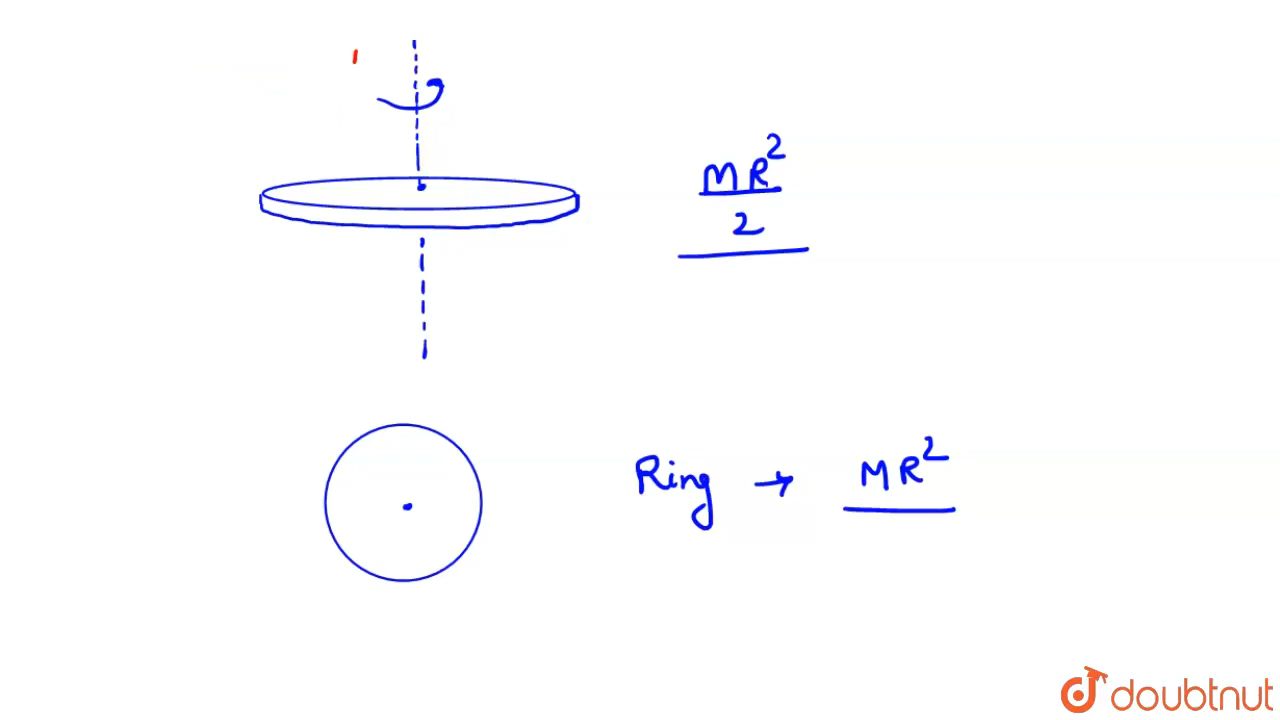 MR²
2
Ring → MR²
doubtnut